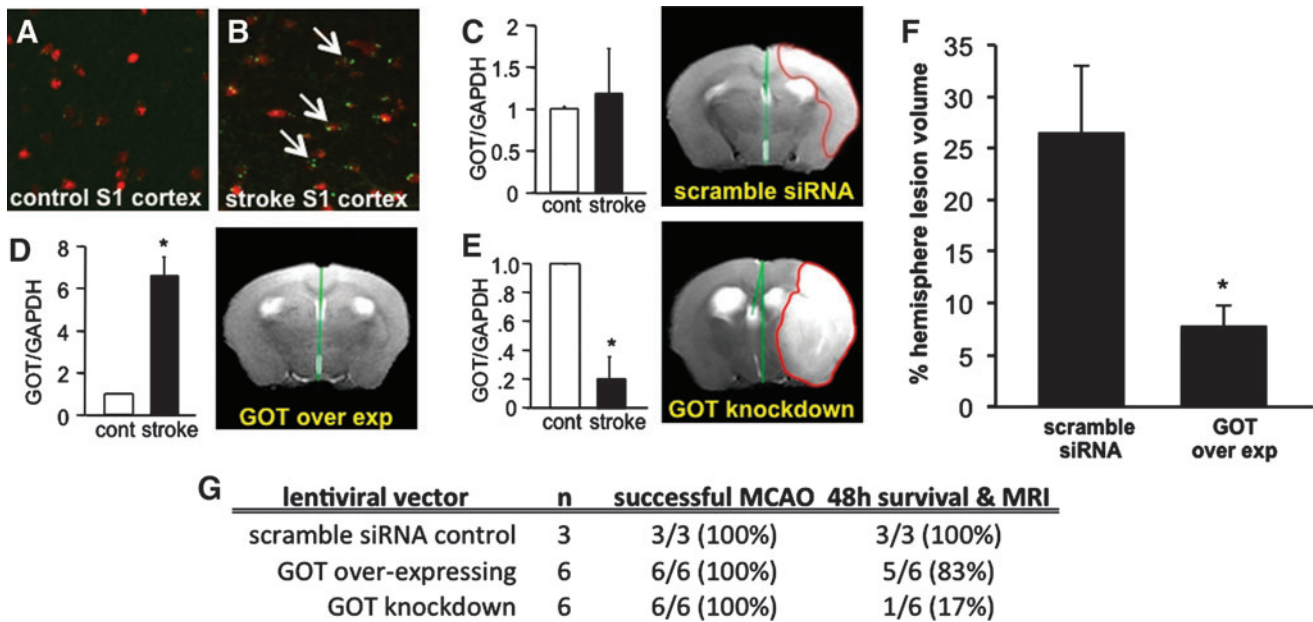 A
control S1 cortex
B
stroke S1 cortex
C
GOT/GAPDH
2
1.5
1
0.5
0
cont stroke
scramble siRNA
D
GOT/GAPDH
8
6
4
2
0
*
cont stroke
GOT over exp
E
GOT/GAPDH
1.0
.8
.6
.4
.2
0
*
cont stroke
GOT knockdown
F
% hemisphere lesion volume
35
30
25
20
15
10
5
0
*
scramble
siRNA
GOT
over exp
G
lentiviral vector n successful MCAO 48h survival & MRI
scramble siRNA control 3 3/3 (100%) 3/3 (100%)
GOT over-expressing 6 6/6 (100%) 5/6 (83%)
GOT knockdown 6 6/6 (100%) 1/6 (17%)